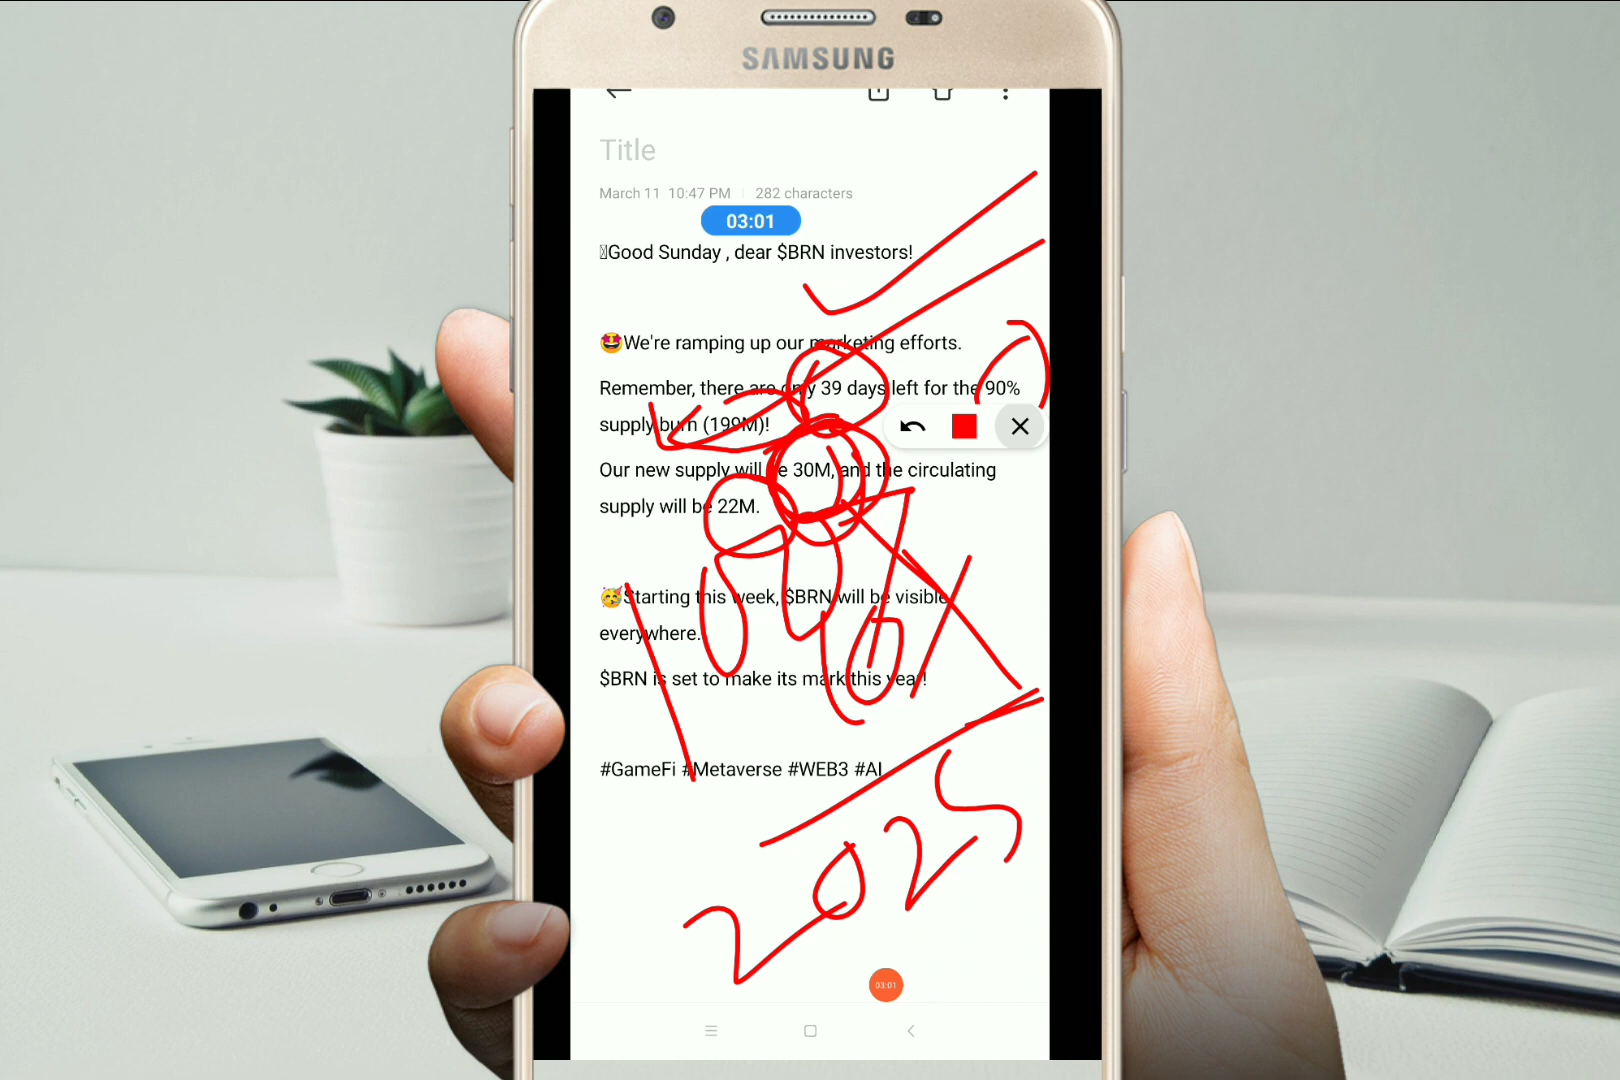 SAMSUNG
Title
March 11 10:47 PM | 282 characters
03:01
Good Sunday , dear $BRN investors!
🤩We're ramping up our marketing efforts.
Remember, there are only 39 days left for the 90%
supply burn (199M)!
Our new supply will be 30M, and the circulating
supply will be 22M.
🥳Starting this week, $BRN will be visible
everywhere.
$BRN is set to make its mark this year!
#GameFi #Metaverse #WEB3 #AI
2025
03:01